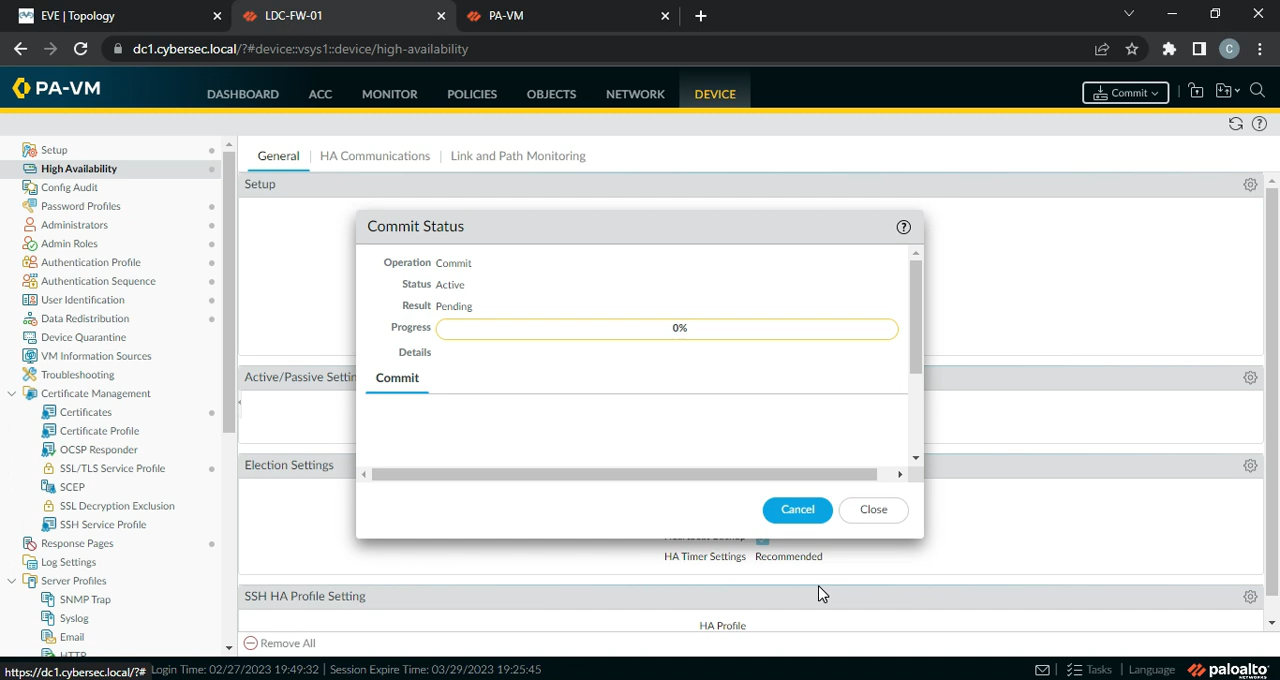 EVE | Topology
LDC-FW-01
PA-VM
dc1.cybersec.local/?#device::vsys1::device/high-availability
C
PA-VM
DASHBOARD
ACC
MONITOR
POLICIES
OBJECTS
NETWORK
DEVICE
Commit
Setup
High Availability
Config Audit
Password Profiles
Administrators
Admin Roles
Authentication Profile
Authentication Sequence
User Identification
Data Redistribution
Device Quarantine
VM Information Sources
Troubleshooting
Certificate Management
Certificates
Certificate Profile
OCSP Responder
SSL/TLS Service Profile
SCEP
SSL Decryption Exclusion
SSH Service Profile
Response Pages
Log Settings
Server Profiles
SNMP Trap
Syslog
Email
HTTP
General
HA Communications
Link and Path Monitoring
Setup
Commit Status
Operation Commit
Status Active
Result Pending
Progress 0%
Details
Commit
Cancel
Close
Election Settings
HA Timer Settings Recommended
SSH HA Profile Setting
HA Profile
Remove All
https://dc1.cybersec.local/?#
Login Time: 02/27/2023 19:49:32 | Session Expire Time: 03/29/2023 19:25:45
Tasks
Language
paloalto
NETWORKS